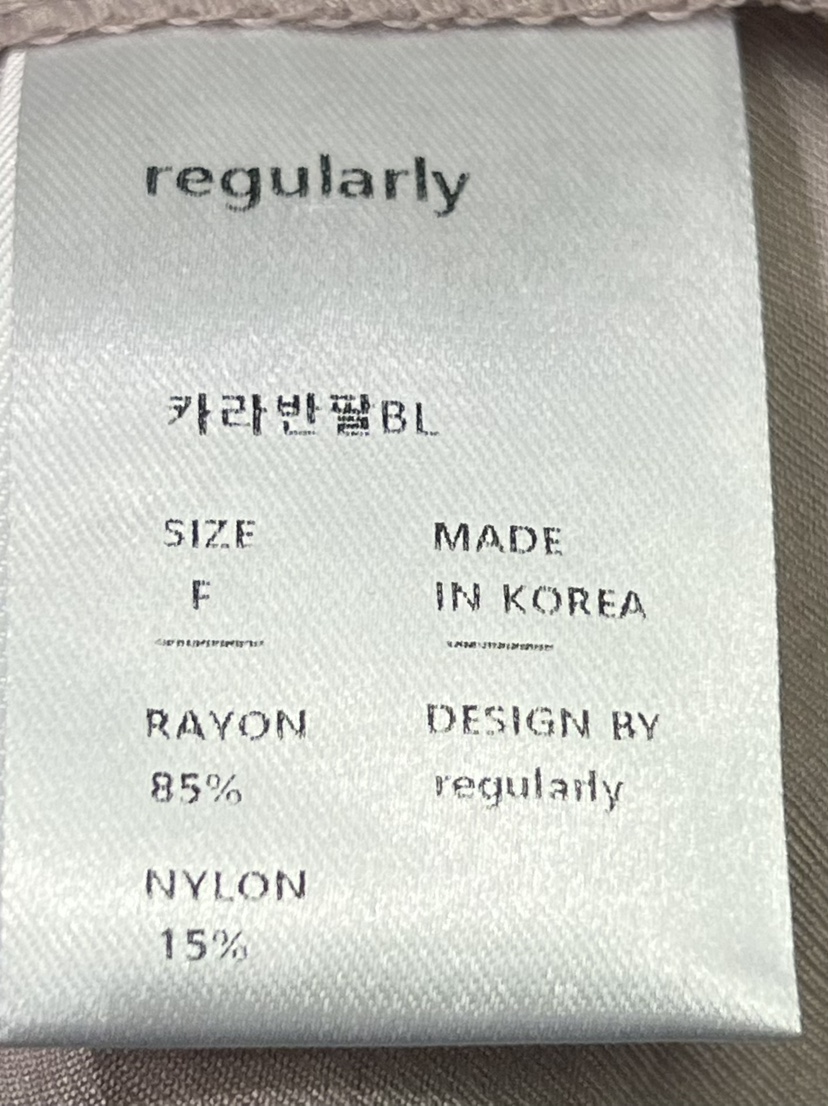 regularly
카라반팔BL
SIZE
F
MADE
IN KOREA
RAYON
85%
NYLON
15%
DESIGN BY
regularly